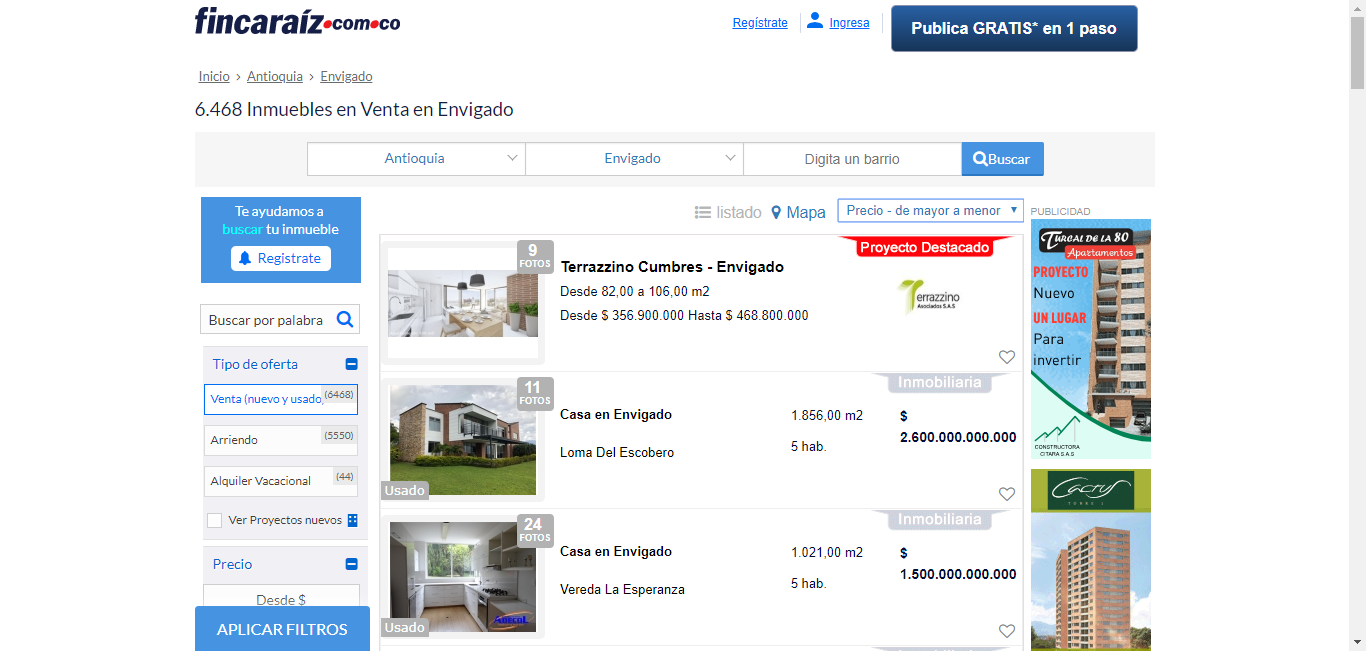 fincaraíz.com.co
Regístrate
Ingresa
Publica GRATIS* en 1 paso
Inicio > Antioquia > Envigado
6.468 Inmuebles en Venta en Envigado
Antioquia
Envigado
Digita un barrio
Buscar
Te ayudamos a
buscar tu inmueble
Registrate
Buscar por palabra
Tipo de oferta
Venta (nuevo y usado) (6468)
Arriendo (5550)
Alquiler Vacacional (44)
Ver Proyectos nuevos
Precio
Desde $
APLICAR FILTROS
listado
Mapa
Precio - de mayor a menor
9
FOTOS
Terrazzino Cumbres - Envigado
Desde 82,00 a 106,00 m2
Desde $ 356.900.000 Hasta $ 468.800.000
Proyecto Destacado
Terrazzino
Asociados S.A.S
11
FOTOS
Usado
Casa en Envigado
Loma Del Escobero
1.856,00 m2
5 hab.
Inmobiliaria
$
2.600.000.000.000
24
FOTOS
Adecol
Usado
Casa en Envigado
Vereda La Esperanza
1.021,00 m2
5 hab.
Inmobiliaria
$
1.500.000.000.000
Inmobiliaria
PUBLICIDAD
TURCAL DE LA 80
Apartamentos
PROYECTO
Nuevo
UN LUGAR
Para
invertir
CONSTRUCTORA
CITARA S.A.S
Cactus